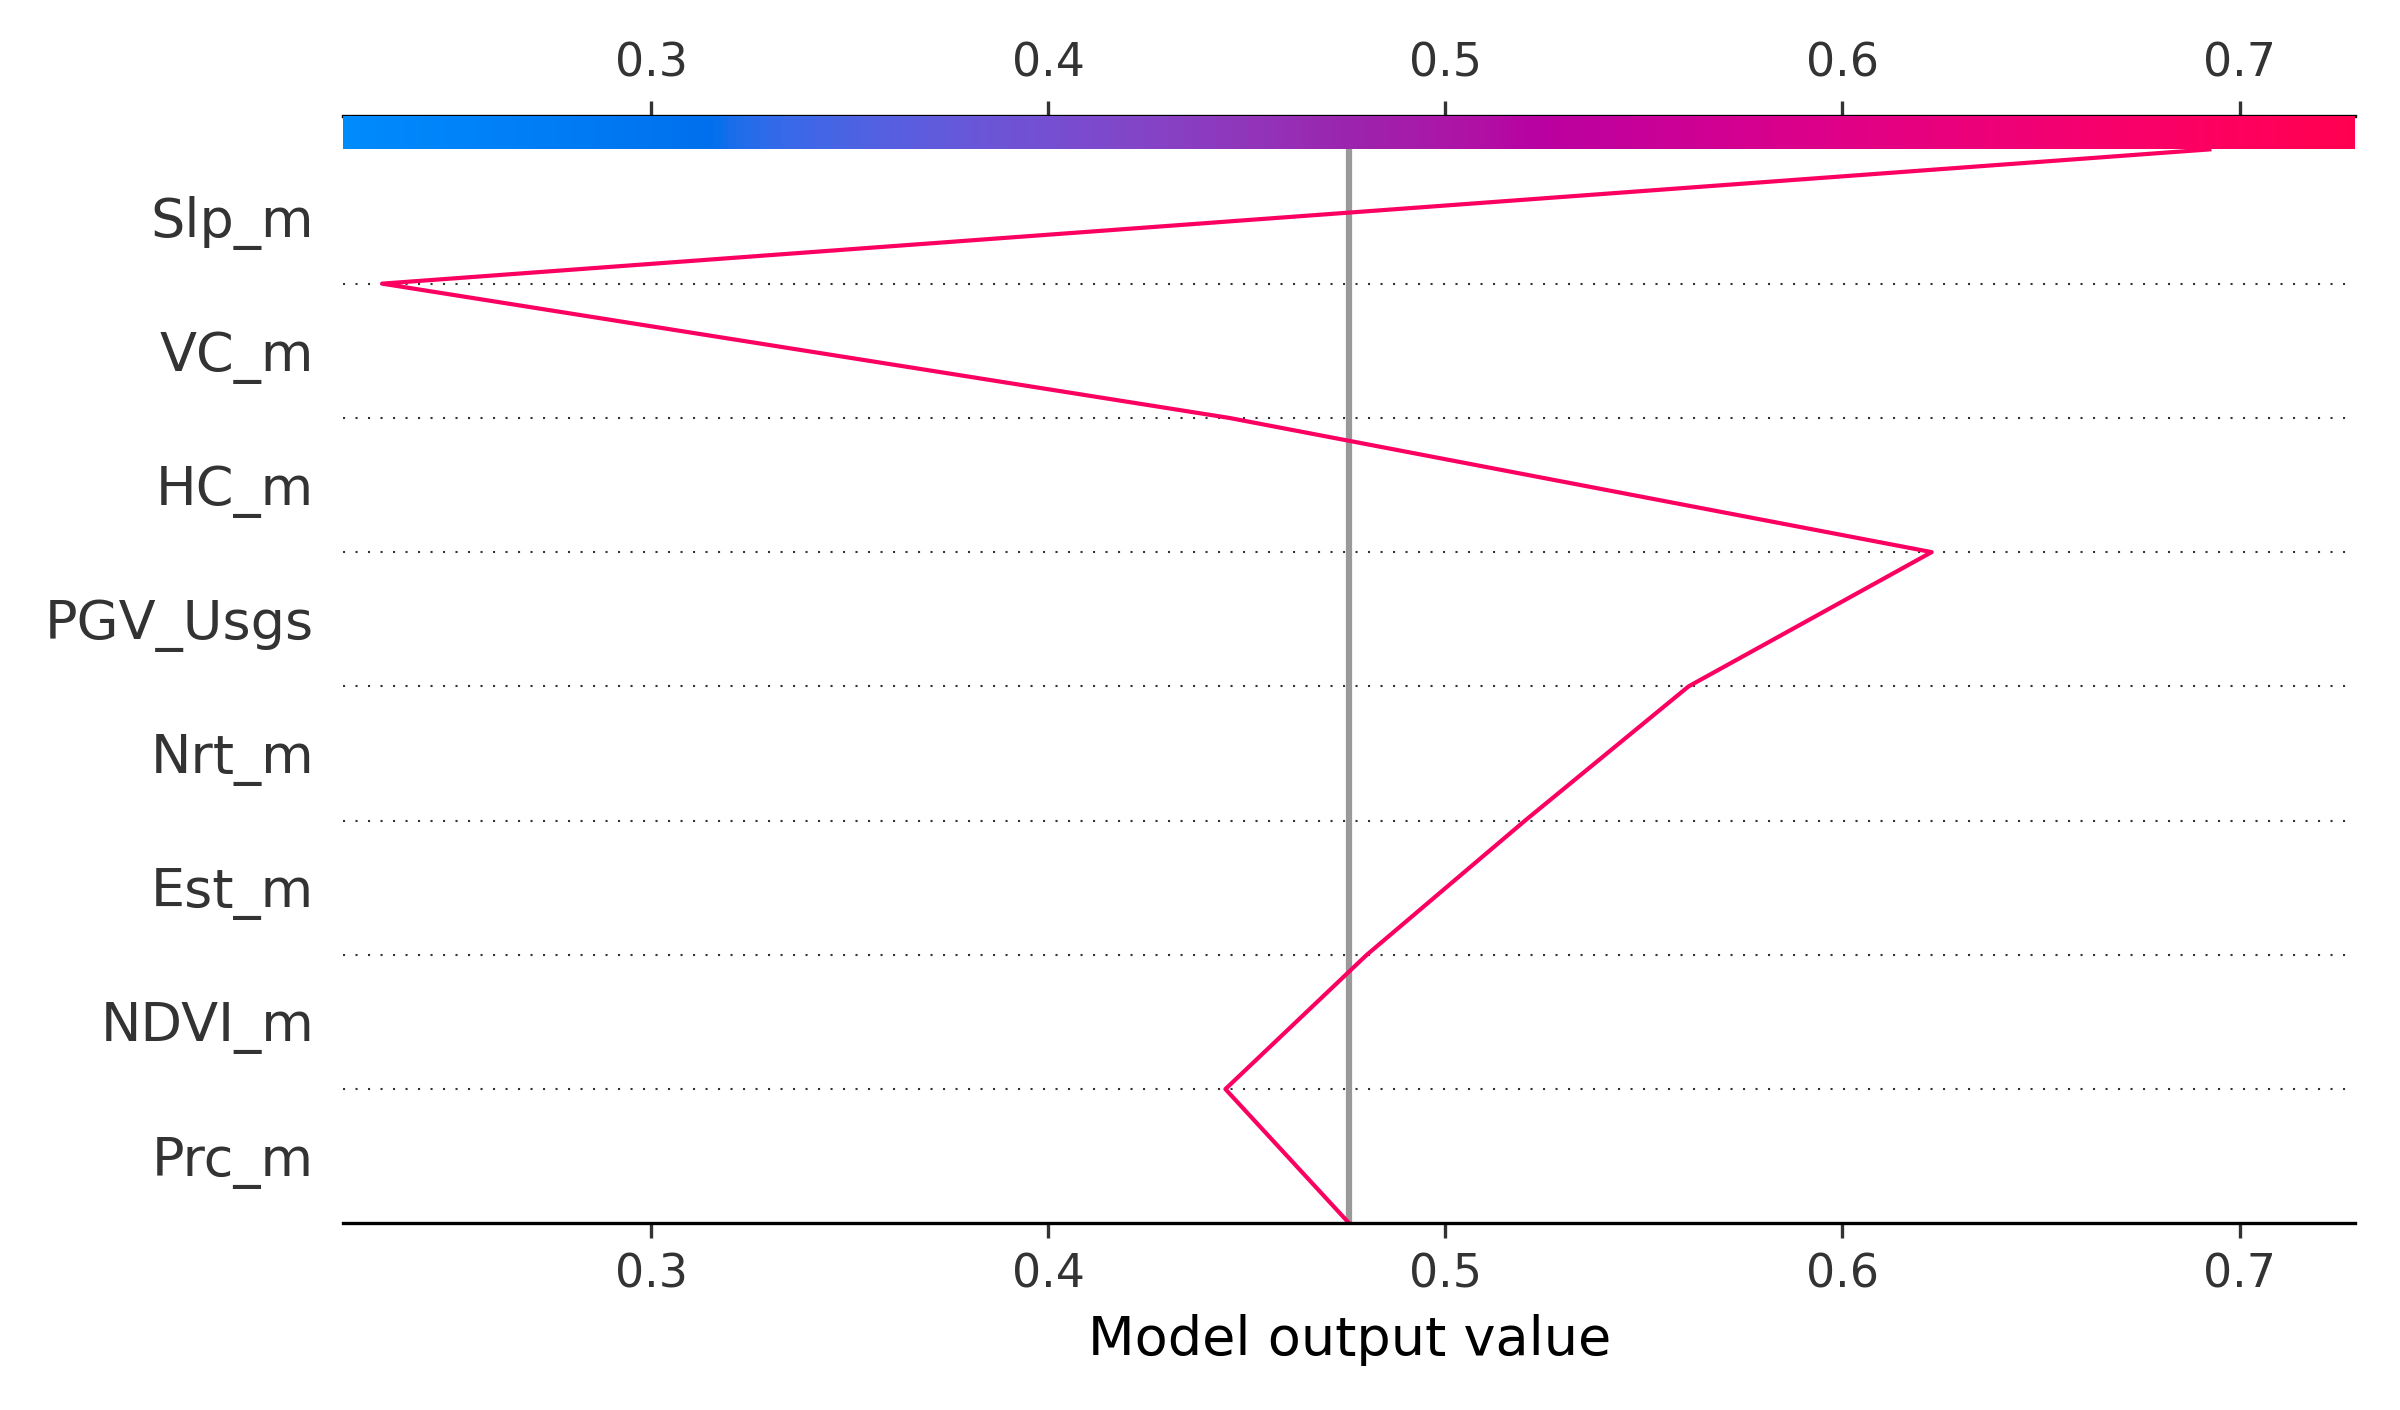 0.3 0.4 0.5 0.6 0.7
Slp_m
VC_m
HC_m
PGV_Usgs
Nrt_m
Est_m
NDVI_m
Prc_m
0.3 0.4 0.5 0.6 0.7
Model output value